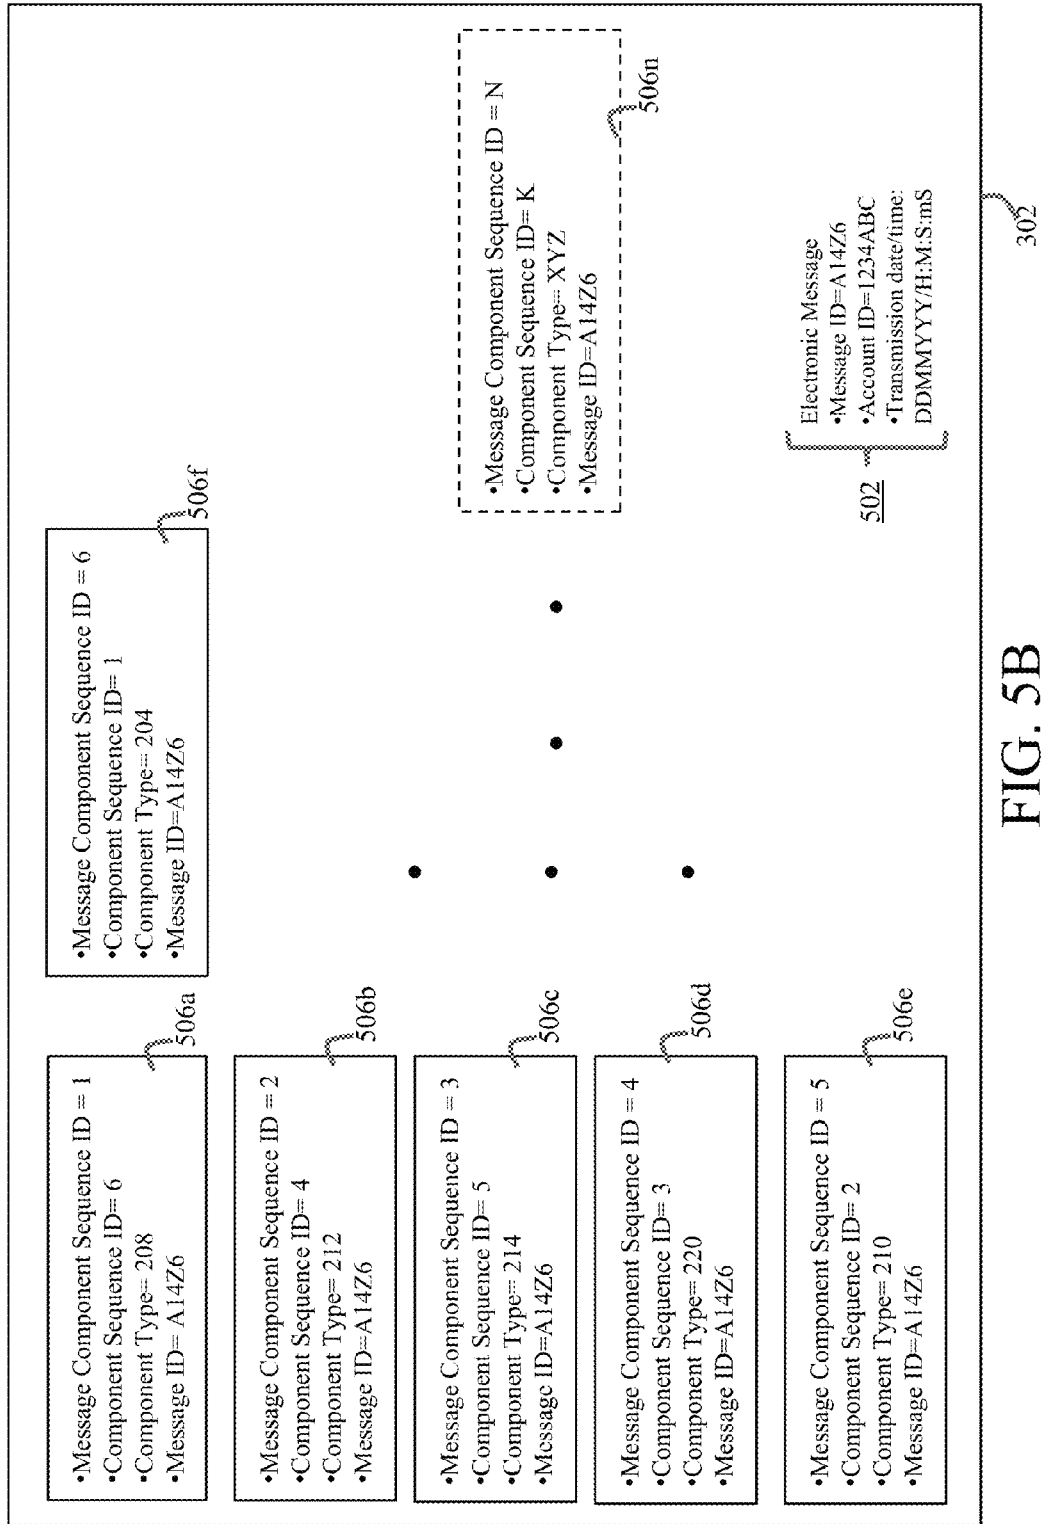 •Message Component Sequence ID = 1
•Component Sequence ID= 6
•Component Type= 208
•Message ID= A14Z6
506a
•Message Component Sequence ID = 2
•Component Sequence ID= 4
•Component Type= 212
•Message ID=A14Z6
506b
•Message Component Sequence ID = 3
•Component Sequence ID= 5
•Component Type= 214
•Message ID=A14Z6
506c
•Message Component Sequence ID = 4
•Component Sequence ID= 3
•Component Type= 220
•Message ID=A14Z6
506d
•Message Component Sequence ID = 5
•Component Sequence ID= 2
•Component Type= 210
•Message ID=A14Z6
506e
•Message Component Sequence ID = 6
•Component Sequence ID= 1
•Component Type= 204
•Message ID=A14Z6
506f
•Message Component Sequence ID = N
•Component Sequence ID= K
•Component Type= XYZ
•Message ID=A14Z6
506n
502
Electronic Message
•Message ID=A14Z6
•Account ID=1234ABC
•Transmission date/time:
DDMMYYY/H:M:S:mS
302
FIG. 5B